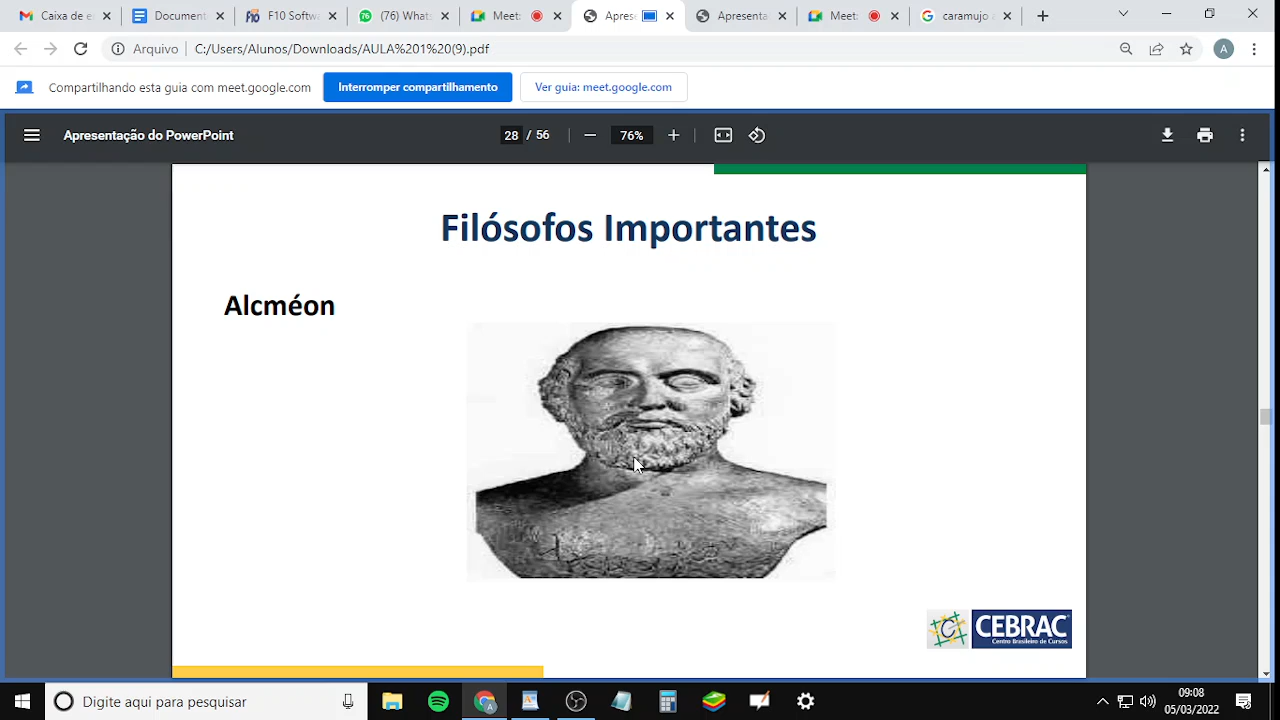 Caixa de e
Document
F10 Softwa
(76) Whats
Meet:
Apres
Apresenta
Meet:
caramujo A
Arquivo C:/Users/Alunos/Downloads/AULA%201%20(9).pdf
A
Compartilhando esta guia com meet.google.com
Interromper compartilhamento
Ver guia: meet.google.com
Apresentação do PowerPoint
28 / 56
76%
Filósofos Importantes
Alcméon
CEBRAC
Centro Brasileiro de Cursos
Digite aqui para pesquisar
09:08
05/03/2022